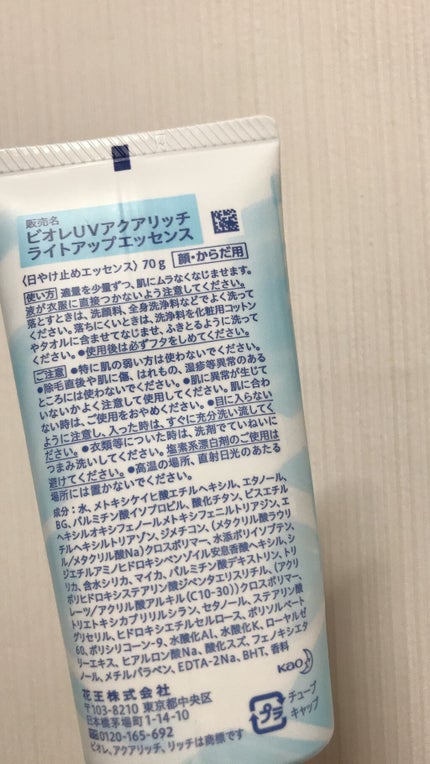 販売名
ビオレUVアクアリッチ
ライトアップエッセンス
〈日やけ止めエッセンス〉70g 顔・からだ用
使い方 適量を少量ずつ、肌にムラなくなじませます。
液が衣服に直接つかないよう注意してください。
落とすときは、洗顔料、全身洗浄料などでよく洗って
ください。落ちにくいときは、洗浄料を化粧用コットン
やタオルに含ませてなじませ、ふきとるように洗って
ください。●使用後は必ずフタをしめてください。
ご注意 ●特に肌の弱い方は使わないでください。
●除毛直後や肌に傷、はれもの、湿疹等異常のある
ところには使わないでください。●肌に異常が生じて
いないかよく注意して使用してください。肌に合わ
ない時は、ご使用をおやめください。●目に入らない
ように注意し、入った時は、すぐに充分洗い流してく
ださい。●衣類等についた時は、洗剤でていねいに
つまみ洗いしてください。塩素系漂白剤のご使用は
避けてください。●高温の場所、直射日光のあたる
場所には置かないでください。
成分：水、メトキシケイヒ酸エチルヘキシル、エタノール、
BG、パルミチン酸イソプロピル、酸化チタン、ビスエチル
ヘキシルオキシフェノールメトキシフェニルトリアジン、エ
チルヘキシルトリアゾン、ジメチコン、(メタクリル酸ラウリ
ル/メタクリル酸Na)クロスポリマー、水添ポリイソブテン、
ジエチルアミノヒドロキシベンゾイル安息香酸ヘキシル、シ
リカ、含水シリカ、マイカ、パルミチン酸デキストリン、トリ
ポリヒドロキシステアリン酸ジペンタエリスリチル、(アクリ
レーツ/アクリル酸アルキル(C10-30))クロスポリマー、
トリエトキシカプリリルシラン、セタノール、ステアリン酸
グリセリル、ヒドロキシエチルセルロース、ポリソルベート
60、ポリシリコーン-9、水酸化Al、水酸化K、ローヤルゼ
リーエキス、ヒアルロン酸Na、酸化スズ、フェノキシエタ
ノール、メチルパラベン、EDTA-2Na、BHT、香料
花王株式会社
〒103-8210 東京都中央区
日本橋茅場町1-14-10
0120-165-692
ビオレ、アクアリッチ、リッチは商標です
Kao
プラ
チューブ
キャップ